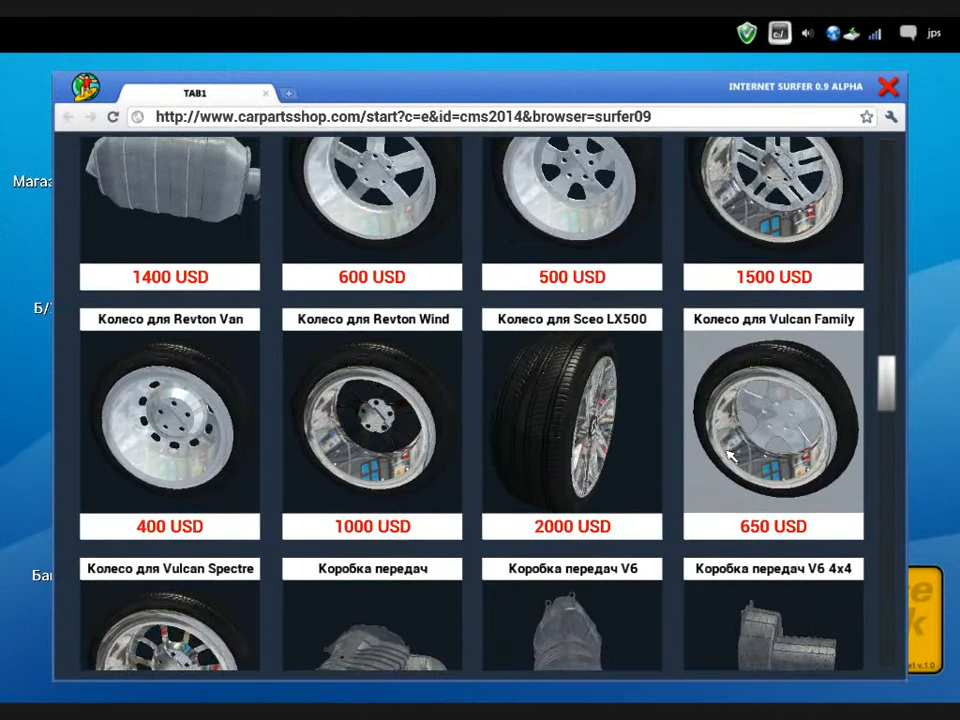 jps
TAB1
INTERNET SURFER 0.9 ALPHA
http://www.carpartsshop.com/start?c=e&id=cms2014&browser=surfer09
1400 USD
600 USD
500 USD
1500 USD
Колесо для Revton Van
Колесо для Revton Wind
Колесо для Sceo LX500
Колесо для Vulcan Family
400 USD
1000 USD
2000 USD
650 USD
Колесо для Vulcan Spectre
Коробка передач
Коробка передач V6
Коробка передач V6 4x4